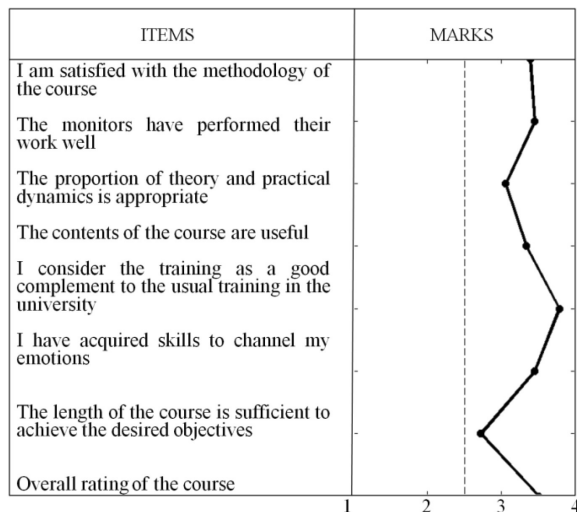 ITEMS
MARKS
I am satisfied with the methodology of
the course
The monitors have performed their
work well
The proportion of theory and practical
dynamics is appropriate
The contents of the course are useful
I consider the training as a good
complement to the usual training in the
university
I have acquired skills to channel my
emotions
The length of the course is sufficient to
achieve the desired objectives
Overall rating of the course
1 2 3 4